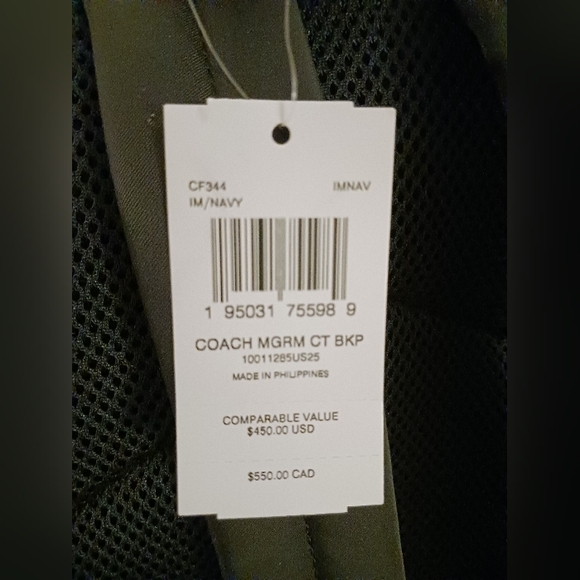 CF344 IMNAV
IM/NAVY
1 95031 75598 9
COACH MGRM CT BKP
10011285US25
MADE IN PHILIPPINES
COMPARABLE VALUE
$450.00 USD
$550.00 CAD